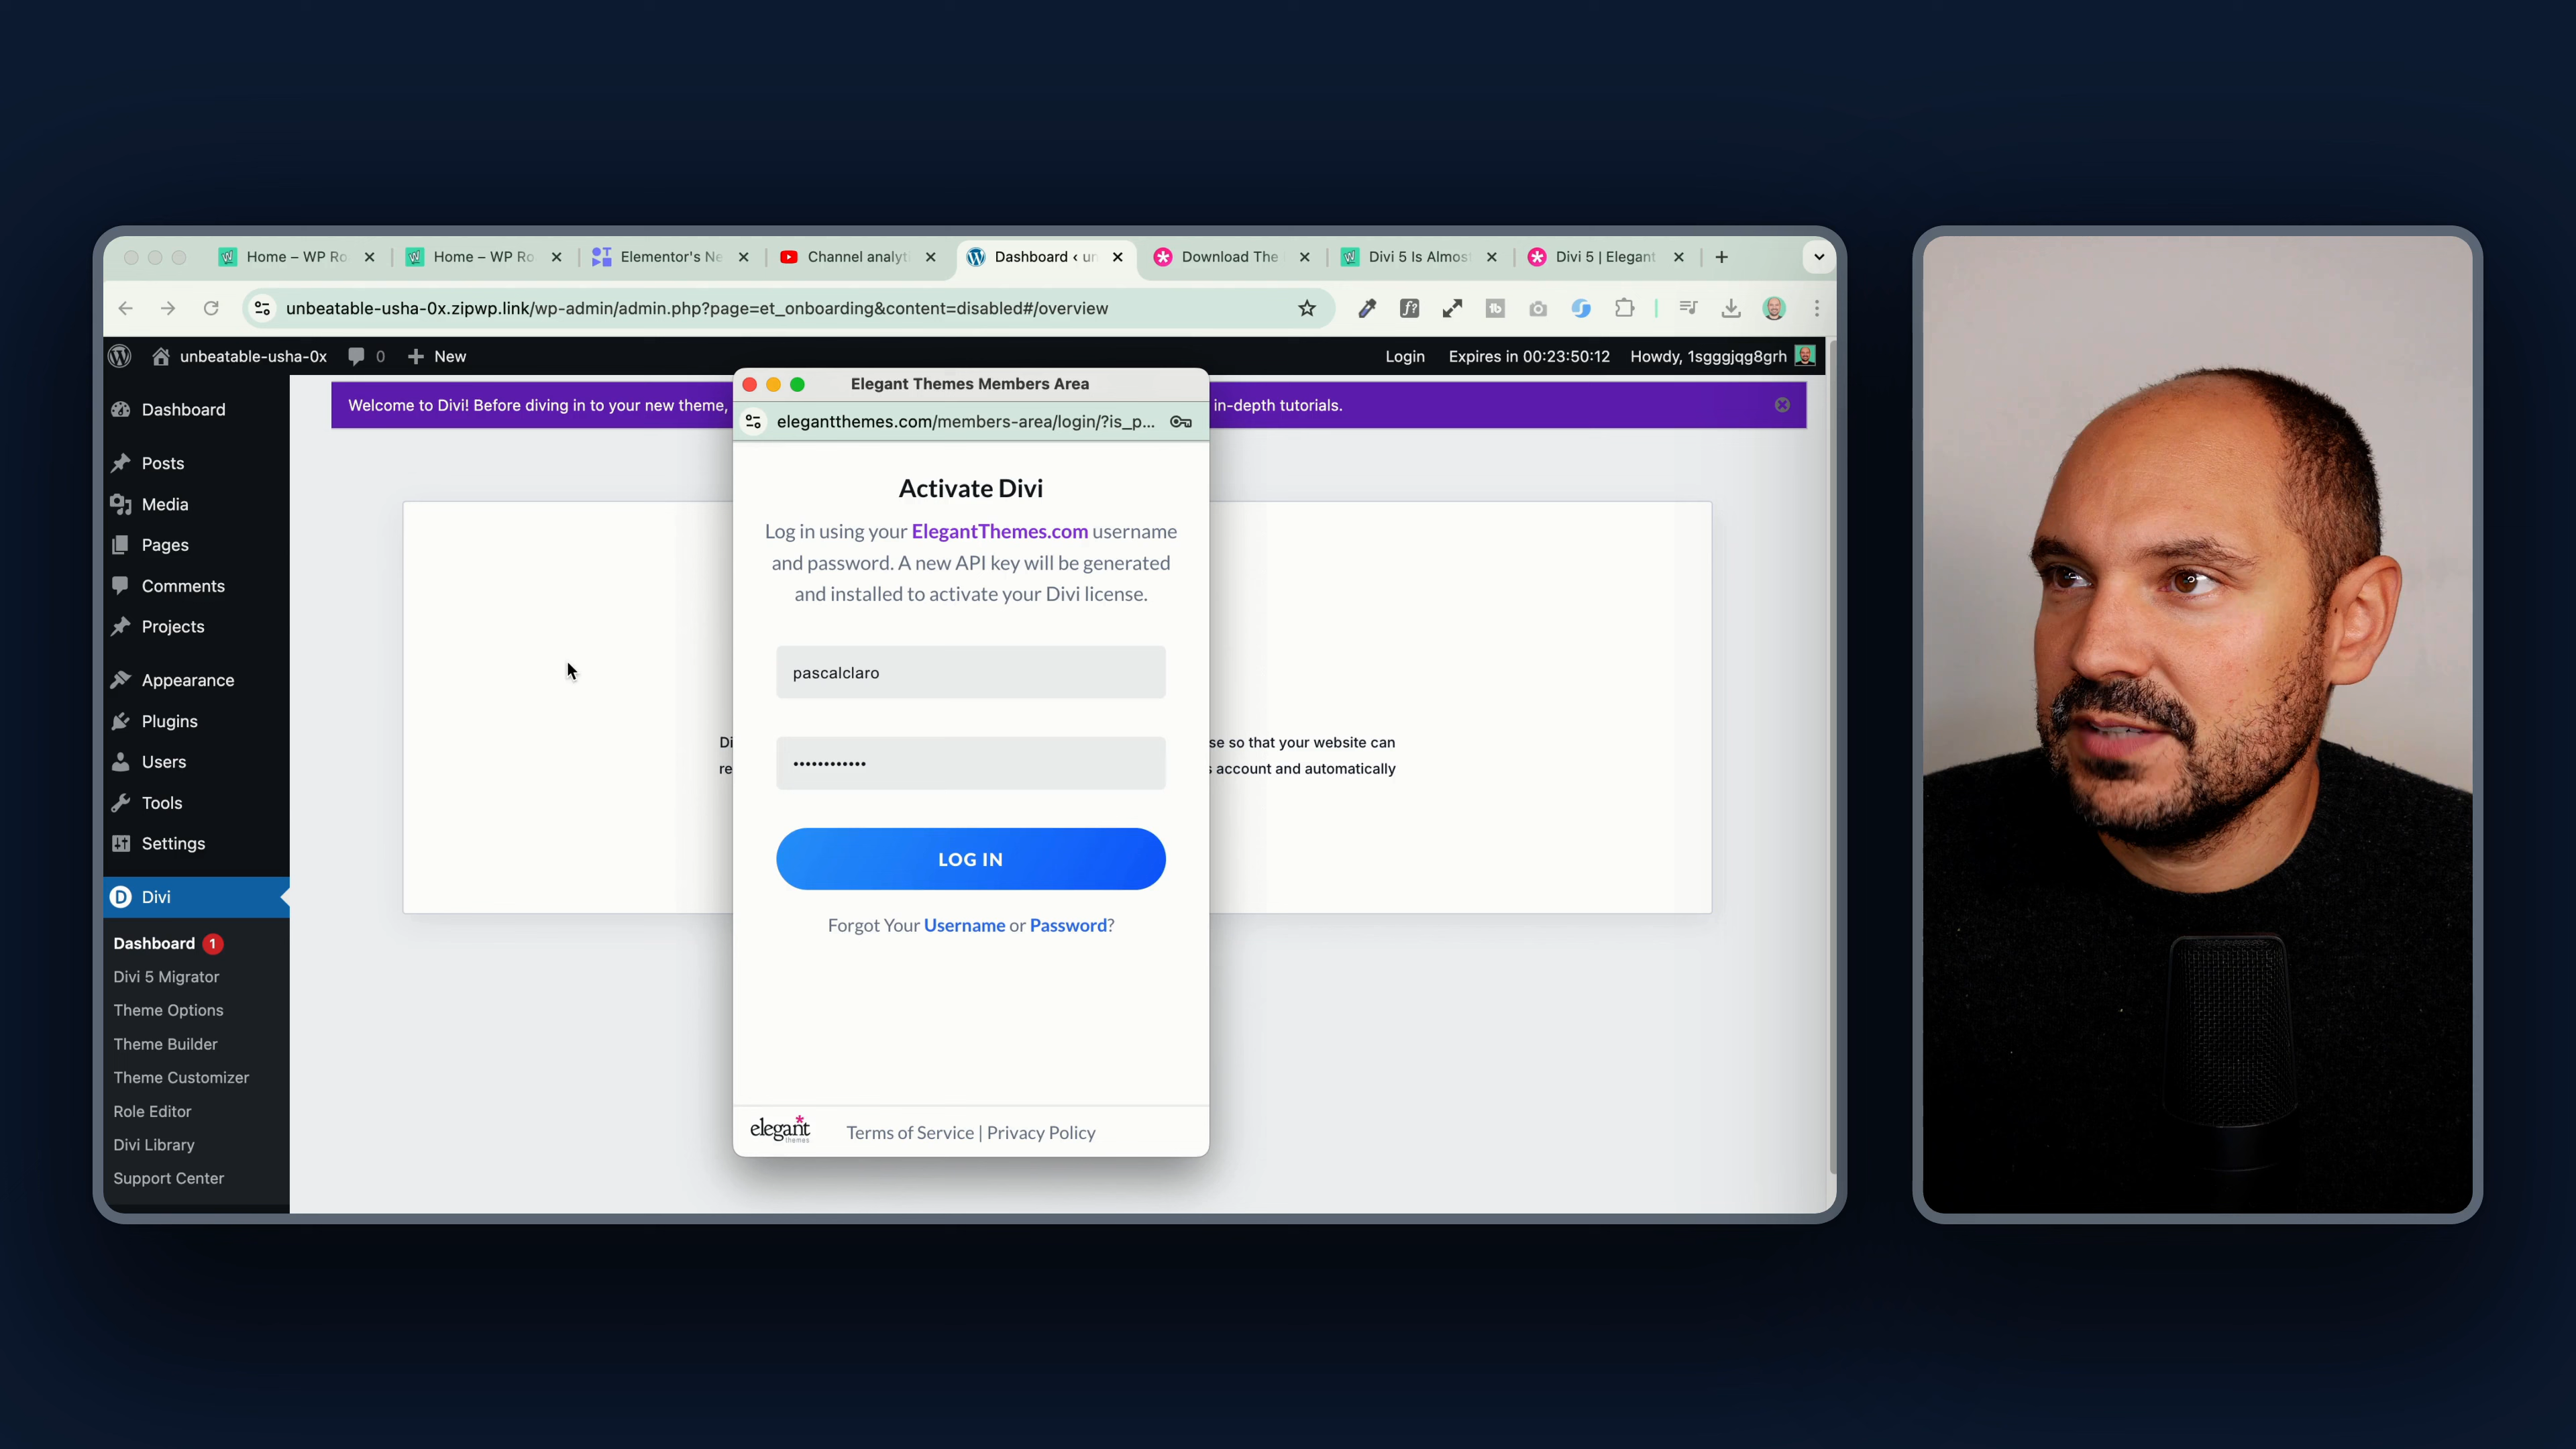 Home – WP Ro
Home – WP Ro
Elementor's Ne
Channel analyt
Dashboard ‹ un
Download The
Divi 5 Is Almos
Divi 5 | Elegant
unbeatable-usha-0x.zipwp.link/wp-admin/admin.php?page=et_onboarding&content=disabled#/overview
unbeatable-usha-0x
0
New
Login
Expires in 00:23:50:12
Howdy, 1sgggjqg8grh
Dashboard
Posts
Media
Pages
Comments
Projects
Appearance
Plugins
Users
Tools
Settings
Divi
Dashboard 1
Divi 5 Migrator
Theme Options
Theme Builder
Theme Customizer
Role Editor
Divi Library
Support Center
Welcome to Divi! Before diving in to your new theme,
in-depth tutorials.
Di
se so that your website can
re
s account and automatically
Elegant Themes Members Area
elegantthemes.com/members-area/login/?is_p...
Activate Divi
Log in using your ElegantThemes.com username
and password. A new API key will be generated
and installed to activate your Divi license.
pascalclaro
••••••••••••
LOG IN
Forgot Your Username or Password?
elegant
themes
Terms of Service | Privacy Policy